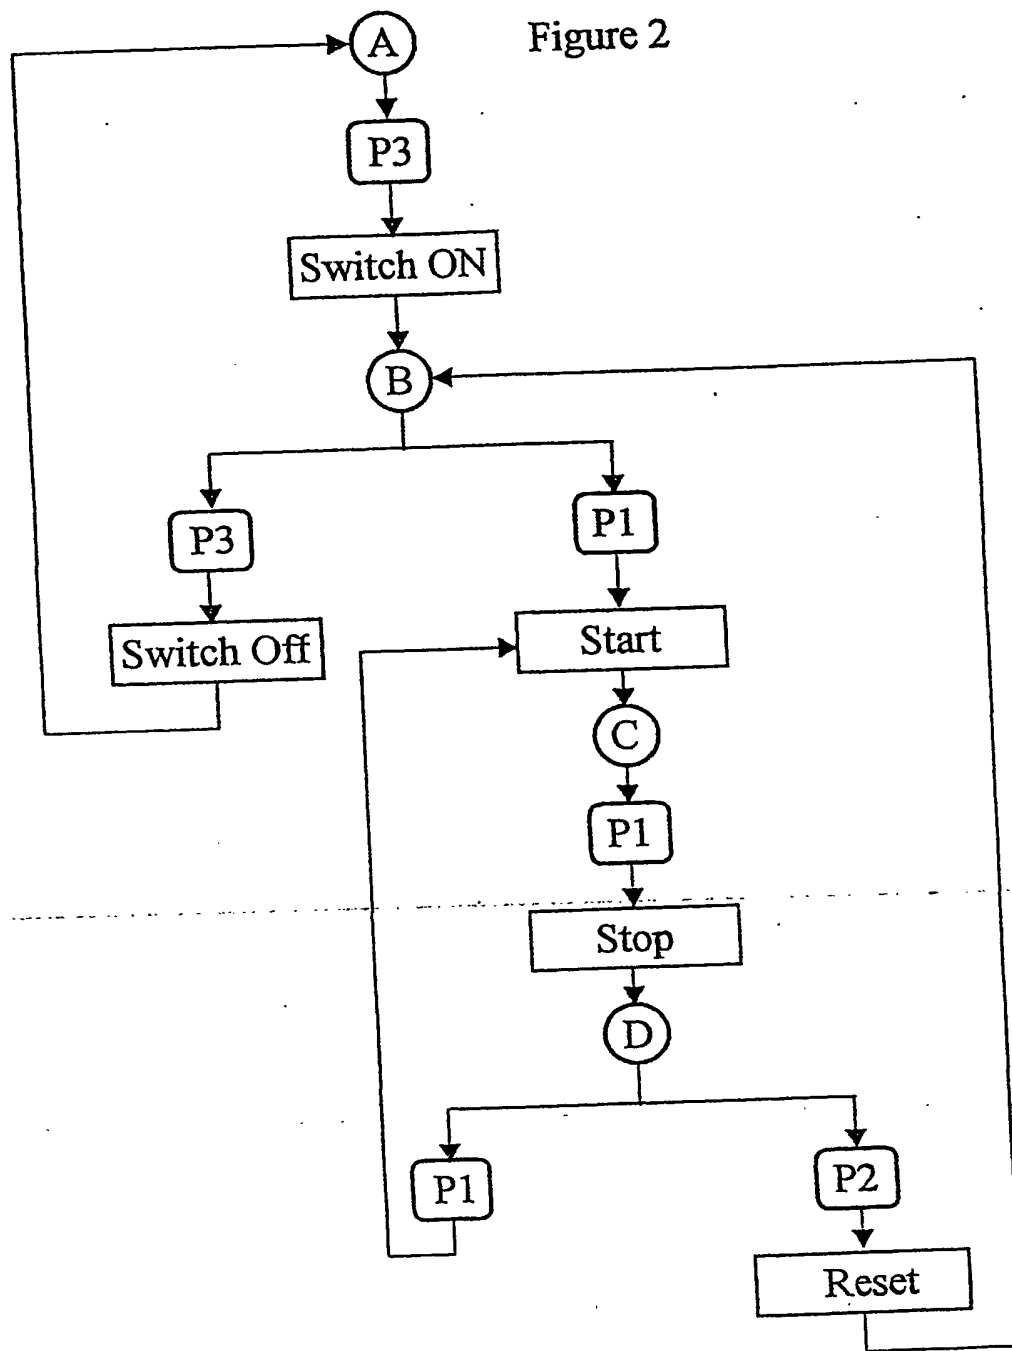 Figure 2
A
P3
Switch ON
B
P3
P1
Switch Off
Start
C
P1
Stop
D
P1
P2
Reset